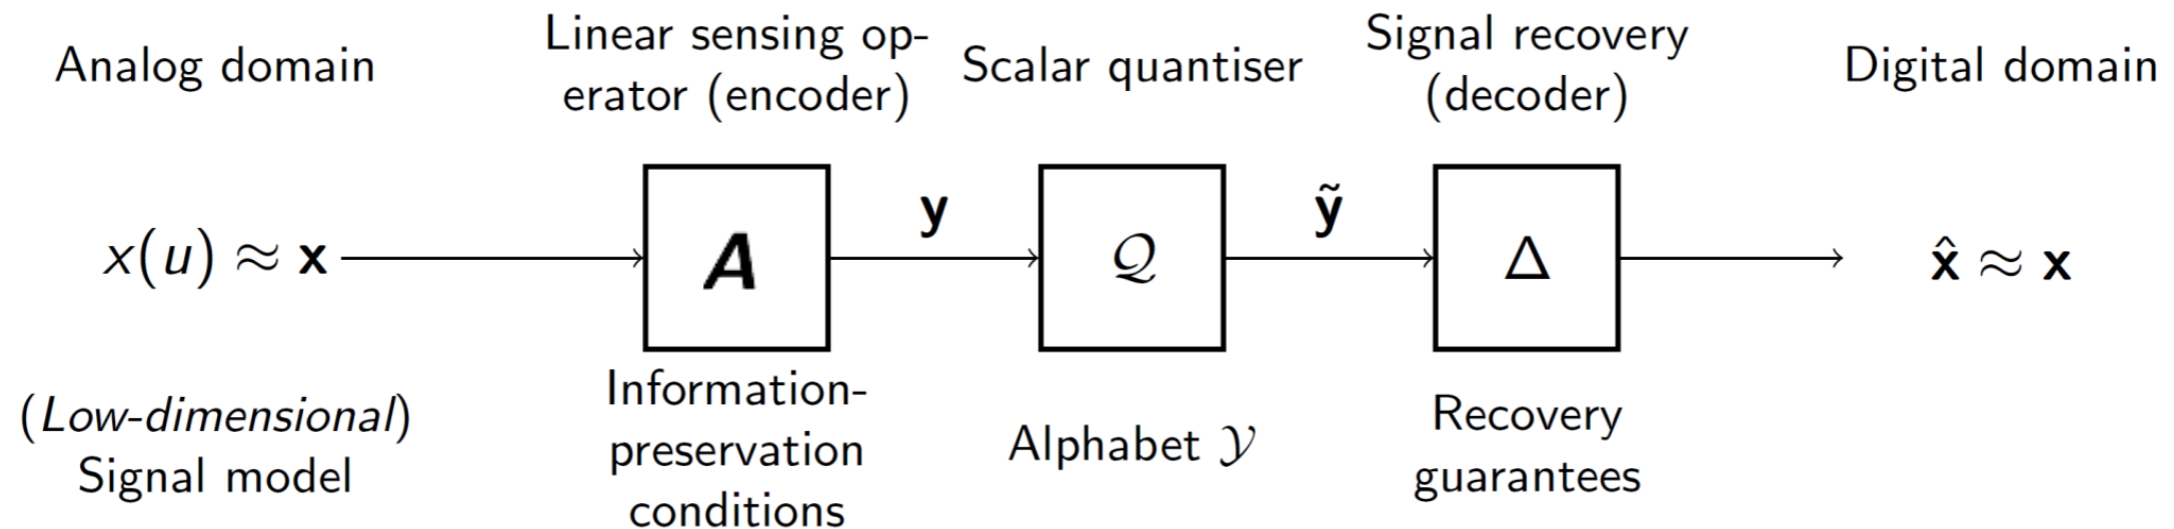 Analog domain
Linear sensing op-
erator (encoder)
Scalar quantiser
Signal recovery
(decoder)
Digital domain
x(u) ≈ x
A
y
𝒬
ỹ
Δ
x̂ ≈ x
(Low-dimensional)
Signal model
Information-
preservation
conditions
Alphabet 𝒴
Recovery
guarantees